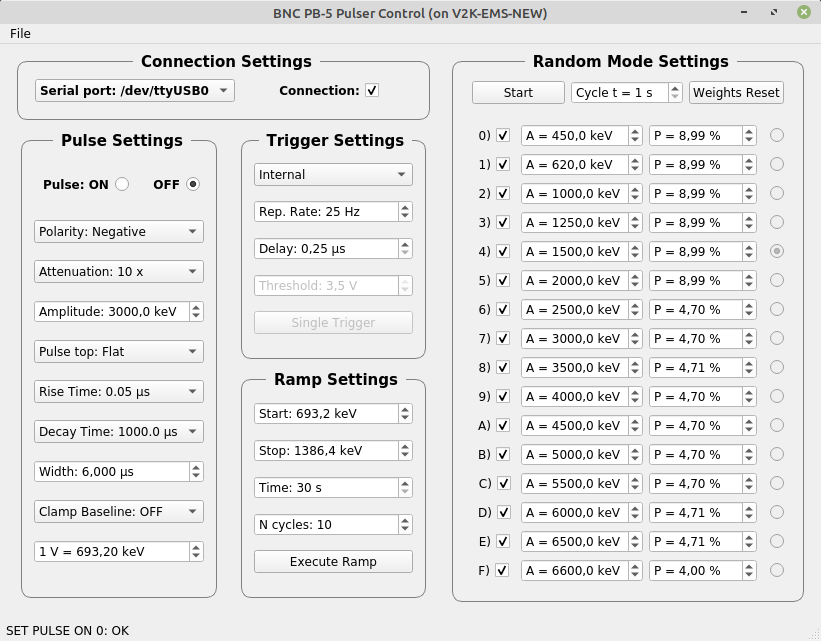 BNC PB-5 Pulser Control (on V2K-EMS-NEW)
File
Connection Settings
Serial port: /dev/ttyUSB0
Connection:
Pulse Settings
Pulse: ON
OFF
Polarity: Negative
Attenuation: 10 x
Amplitude: 3000,0 keV
Pulse top: Flat
Rise Time: 0.05 µs
Decay Time: 1000.0 µs
Width: 6,000 µs
Clamp Baseline: OFF
1 V = 693,20 keV
Trigger Settings
Internal
Rep. Rate: 25 Hz
Delay: 0,25 µs
Threshold: 3,5 V
Single Trigger
Ramp Settings
Start: 693,2 keV
Stop: 1386,4 keV
Time: 30 s
N cycles: 10
Execute Ramp
Random Mode Settings
Start Cycle t = 1 s Weights Reset
0) A = 450,0 keV P = 8,99 %
1) A = 620,0 keV P = 8,99 %
2) A = 1000,0 keV P = 8,99 %
3) A = 1250,0 keV P = 8,99 %
4) A = 1500,0 keV P = 8,99 %
5) A = 2000,0 keV P = 8,99 %
6) A = 2500,0 keV P = 4,70 %
7) A = 3000,0 keV P = 4,70 %
8) A = 3500,0 keV P = 4,71 %
9) A = 4000,0 keV P = 4,70 %
A) A = 4500,0 keV P = 4,70 %
B) A = 5000,0 keV P = 4,70 %
C) A = 5500,0 keV P = 4,70 %
D) A = 6000,0 keV P = 4,71 %
E) A = 6500,0 keV P = 4,71 %
F) A = 6600,0 keV P = 4,00 %
SET PULSE ON 0: OK